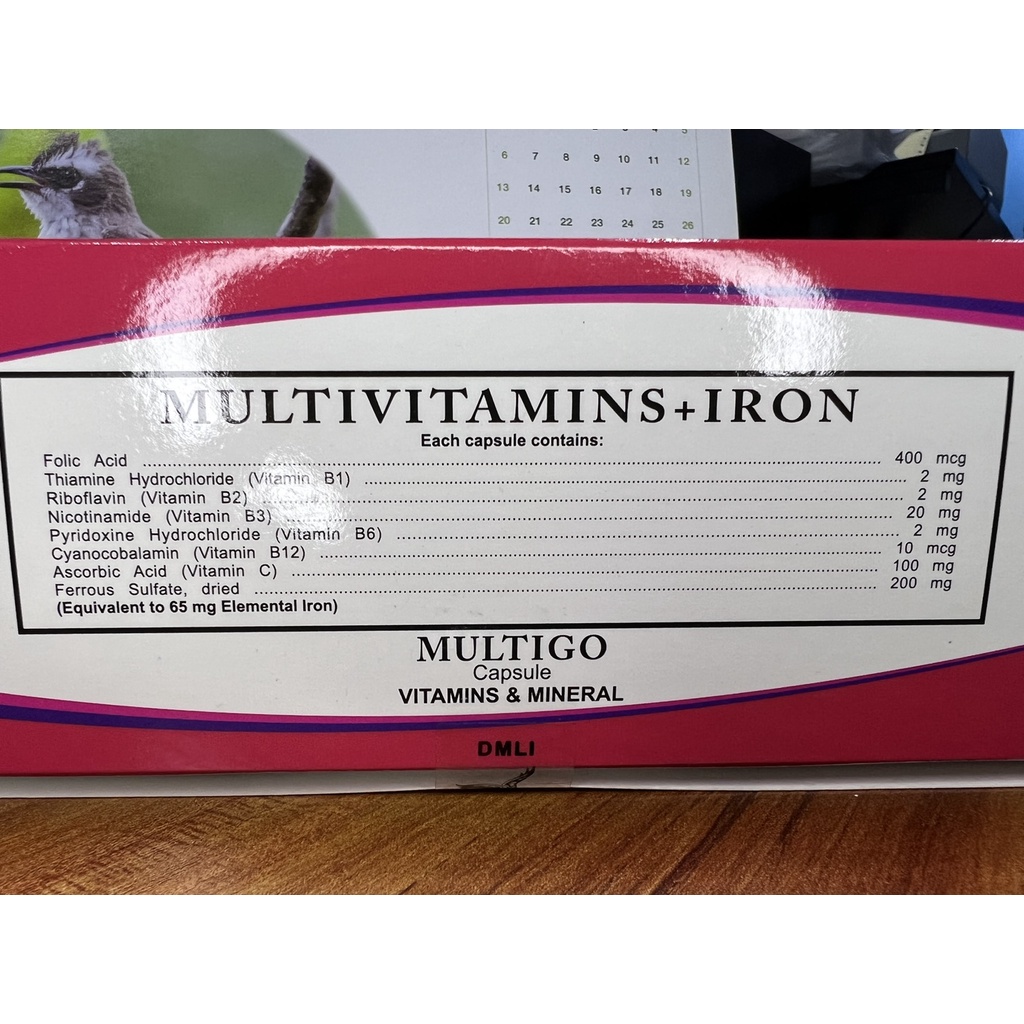 5
6 7 8 9 10 11 12
13 14 15 16 17 18 19
20 21 22 23 24 25 26
MULTIVITAMINS+IRON
Each capsule contains:
Folic Acid ........................ 400 mcg
Thiamine Hydrochloride (Vitamin B1) ........................ 2 mg
Riboflavin (Vitamin B2) ........................ 2 mg
Nicotinamide (Vitamin B3) ........................ 20 mg
Pyridoxine Hydrochloride (Vitamin B6) ........................ 2 mg
Cyanocobalamin (Vitamin B12) ........................ 10 mcg
Ascorbic Acid (Vitamin C) ........................ 100 mg
Ferrous Sulfate, dried ........................ 200 mg
(Equivalent to 65 mg Elemental Iron)
MULTIGO
Capsule
VITAMINS & MINERAL
DMLI